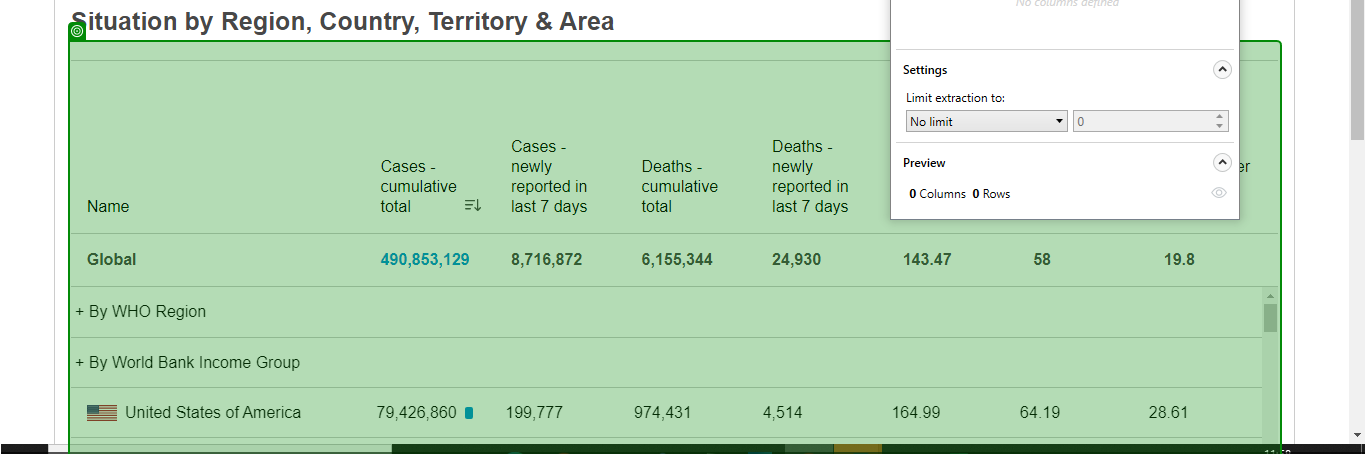 No columns defined
Situation by Region, Country, Territory & Area
Settings
Limit extraction to:
No limit
0
Preview
0 Columns 0 Rows
Name
Cases -
cumulative
total
Cases -
newly
reported in
last 7 days
Deaths -
cumulative
total
Deaths -
newly
reported in
last 7 days
er
Global 490,853,129 8,716,872 6,155,344 24,930 143.47 58 19.8
+ By WHO Region
+ By World Bank Income Group
United States of America 79,426,860 199,777 974,431 4,514 164.99 64.19 28.61